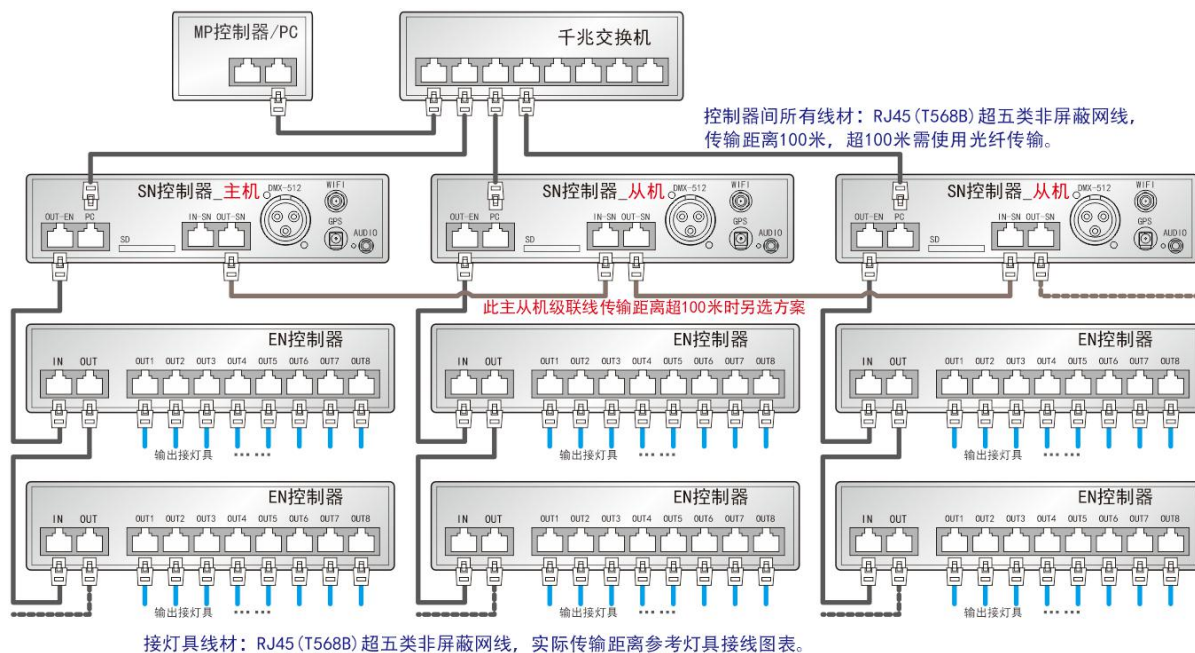 MP控制器/PC
千兆交换机
控制器间所有线材：RJ45(T568B)超五类非屏蔽网线，
传输距离100米，超100米需使用光纤传输。
SN控制器_主机 DMX-512 WIFI
OUT-EN PC IN-SN OUT-SN GPS
SD AUDIO
SN控制器_从机 DMX-512 WIFI
OUT-EN PC IN-SN OUT-SN GPS
SD AUDIO
SN控制器_从机 DMX-512 WIFI
OUT-EN PC IN-SN OUT-SN GPS
SD AUDIO
此主从机级联线传输距离超100米时另选方案
EN控制器
IN OUT OUT1 OUT2 OUT3 OUT4 OUT5 OUT6 OUT7 OUT8
输出接灯具 ……
EN控制器
IN OUT OUT1 OUT2 OUT3 OUT4 OUT5 OUT6 OUT7 OUT8
输出接灯具 ……
EN控制器
IN OUT OUT1 OUT2 OUT3 OUT4 OUT5 OUT6 OUT7 OUT8
输出接灯具 ……
EN控制器
IN OUT OUT1 OUT2 OUT3 OUT4 OUT5 OUT6 OUT7 OUT8
输出接灯具 ……
EN控制器
IN OUT OUT1 OUT2 OUT3 OUT4 OUT5 OUT6 OUT7 OUT8
输出接灯具 ……
EN控制器
IN OUT OUT1 OUT2 OUT3 OUT4 OUT5 OUT6 OUT7 OUT8
输出接灯具 ……
接灯具线材：RJ45(T568B)超五类非屏蔽网线，实际传输距离参考灯具接线图表。